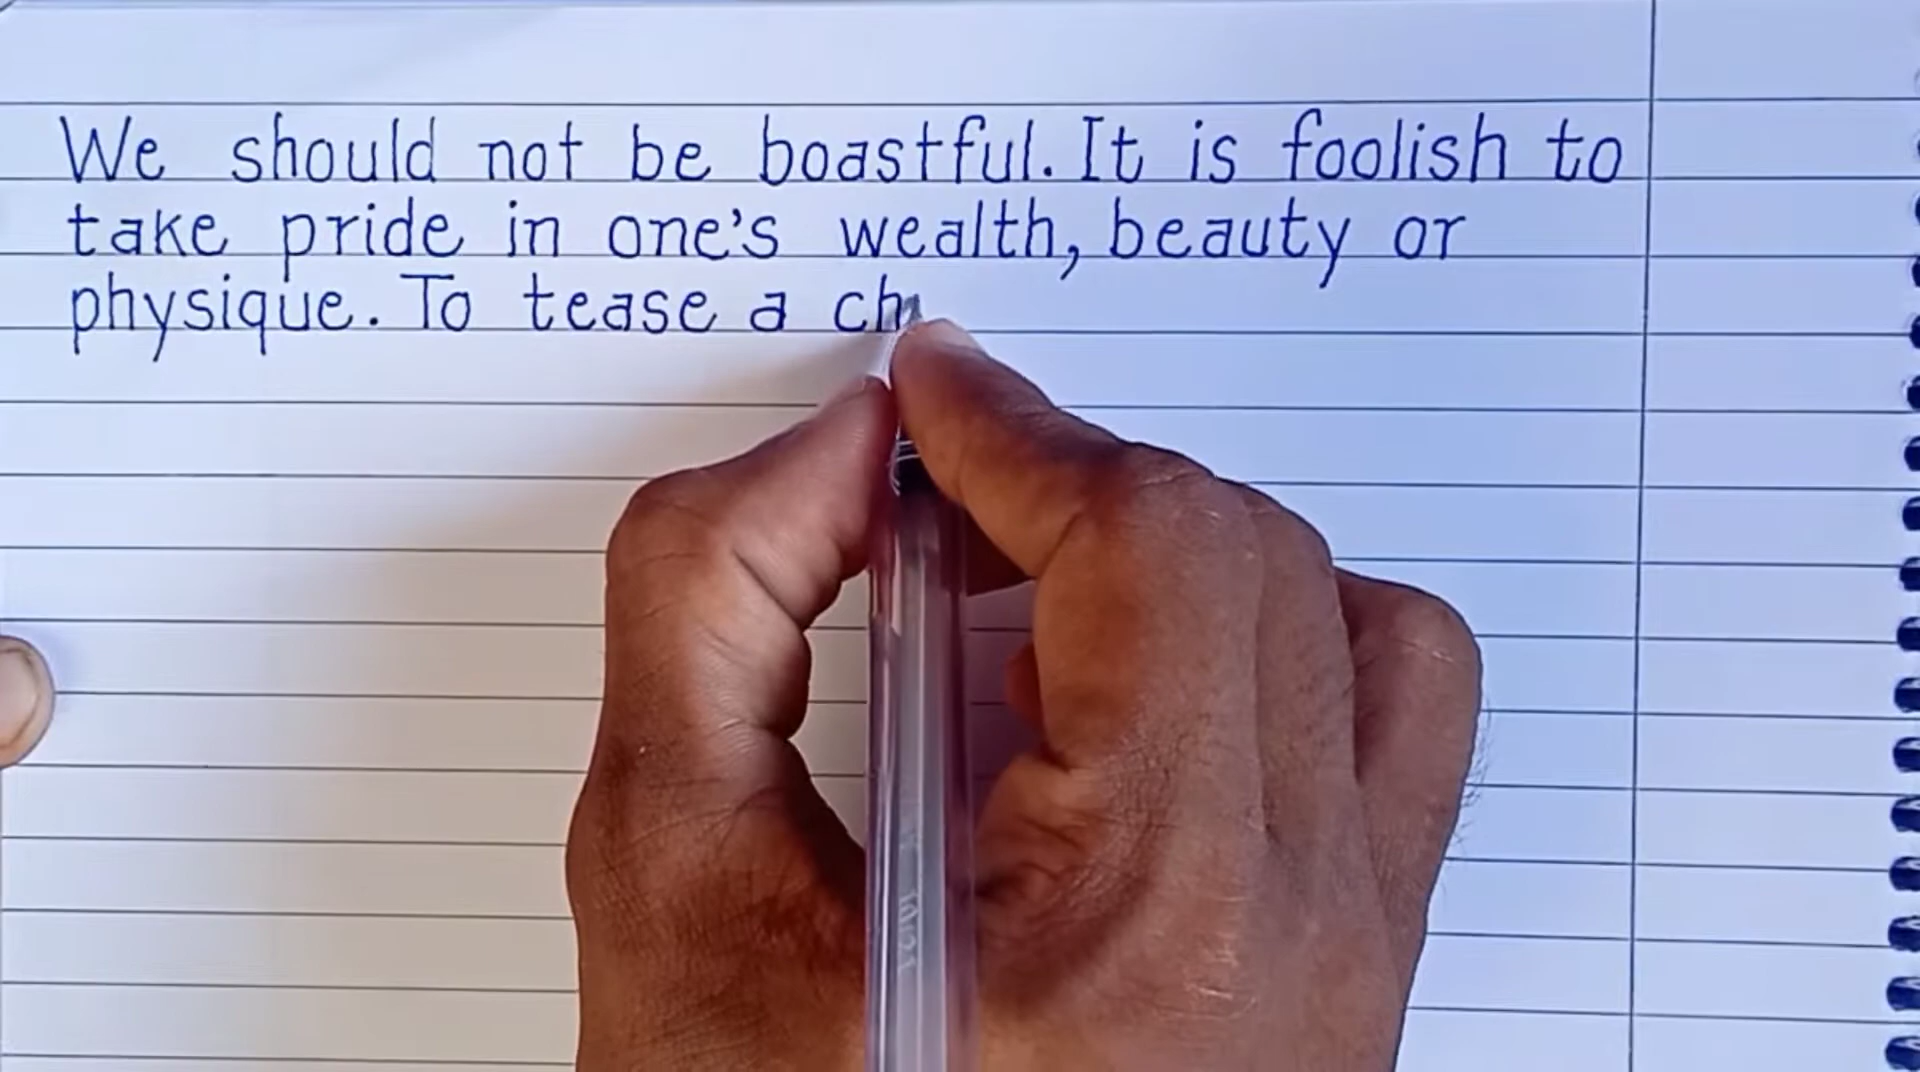 We should not be boastful. It is foolish to
take pride in one's wealth, beauty or
physique. To tease a ch